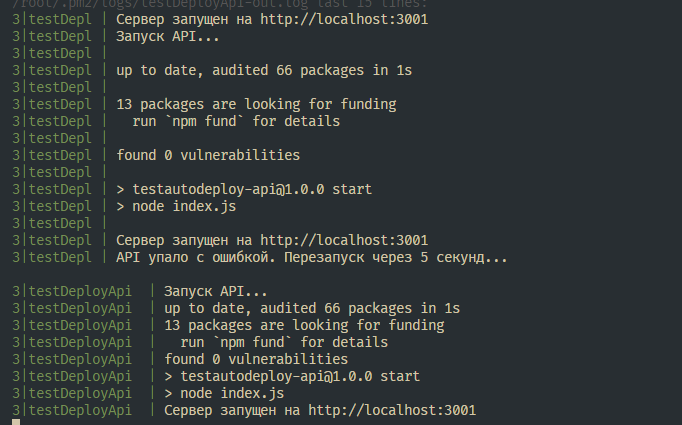 /root/.pm2/logs/testDeployApi-out.log last 15 lines:
3|testDepl | Сервер запущен на http://localhost:3001
3|testDepl | Запуск API...
3|testDepl |
3|testDepl | up to date, audited 66 packages in 1s
3|testDepl |
3|testDepl | 13 packages are looking for funding
3|testDepl |   run `npm fund` for details
3|testDepl |
3|testDepl | found 0 vulnerabilities
3|testDepl |
3|testDepl | > testautodeploy-api@1.0.0 start
3|testDepl | > node index.js
3|testDepl |
3|testDepl | Сервер запущен на http://localhost:3001
3|testDepl | API упало с ошибкой. Перезапуск через 5 секунд...
3|testDeployApi  | Запуск API...
3|testDeployApi  | up to date, audited 66 packages in 1s
3|testDeployApi  | 13 packages are looking for funding
3|testDeployApi  |   run `npm fund` for details
3|testDeployApi  | found 0 vulnerabilities
3|testDeployApi  | > testautodeploy-api@1.0.0 start
3|testDeployApi  | > node index.js
3|testDeployApi  | Сервер запущен на http://localhost:3001